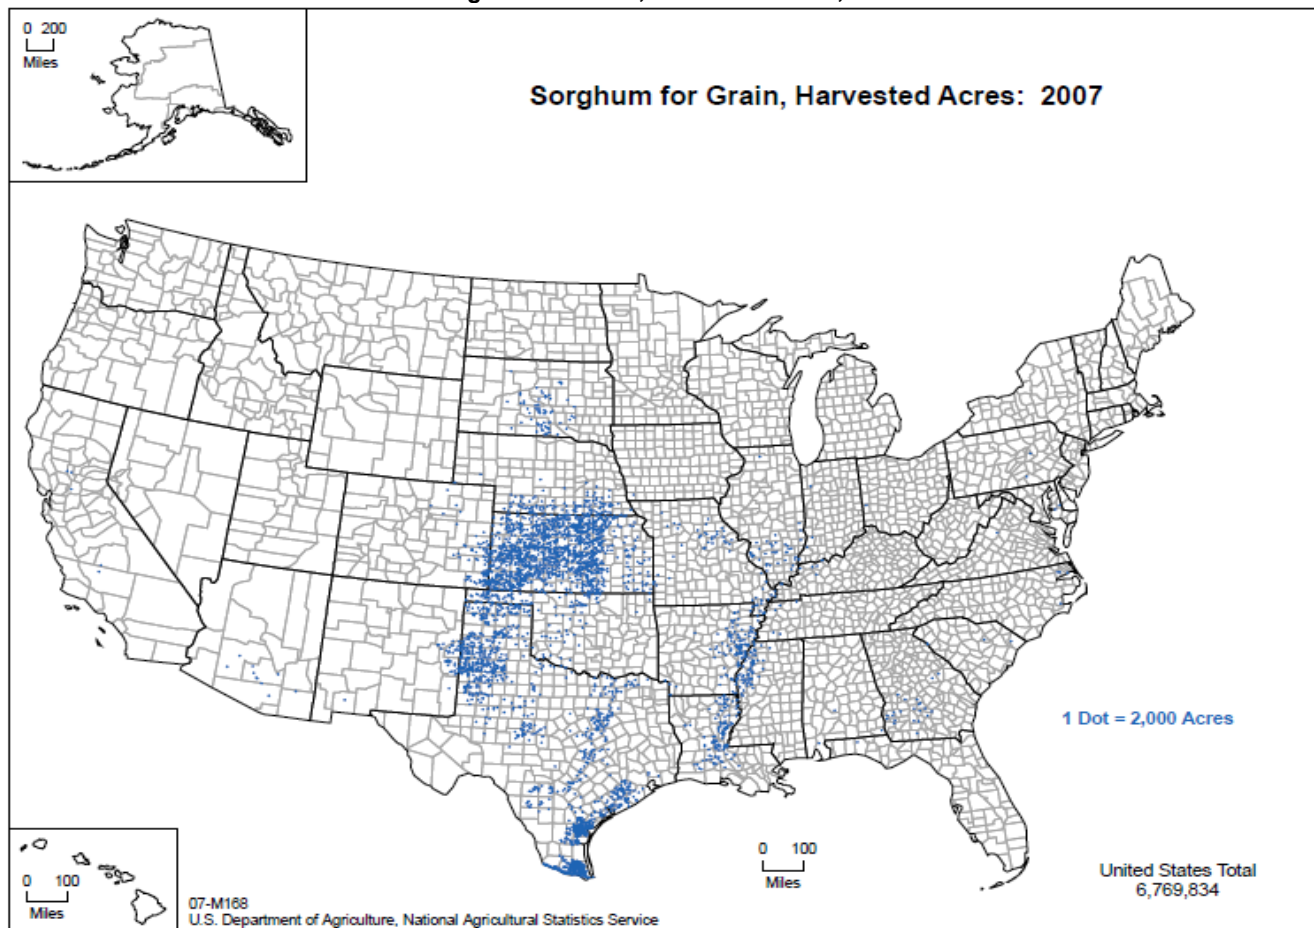 0 200
Miles
Sorghum for Grain, Harvested Acres: 2007
1 Dot = 2,000 Acres
0 100
Miles
0 100
Miles
United States Total
6,769,834
07-M168
U.S. Department of Agriculture, National Agricultural Statistics Service